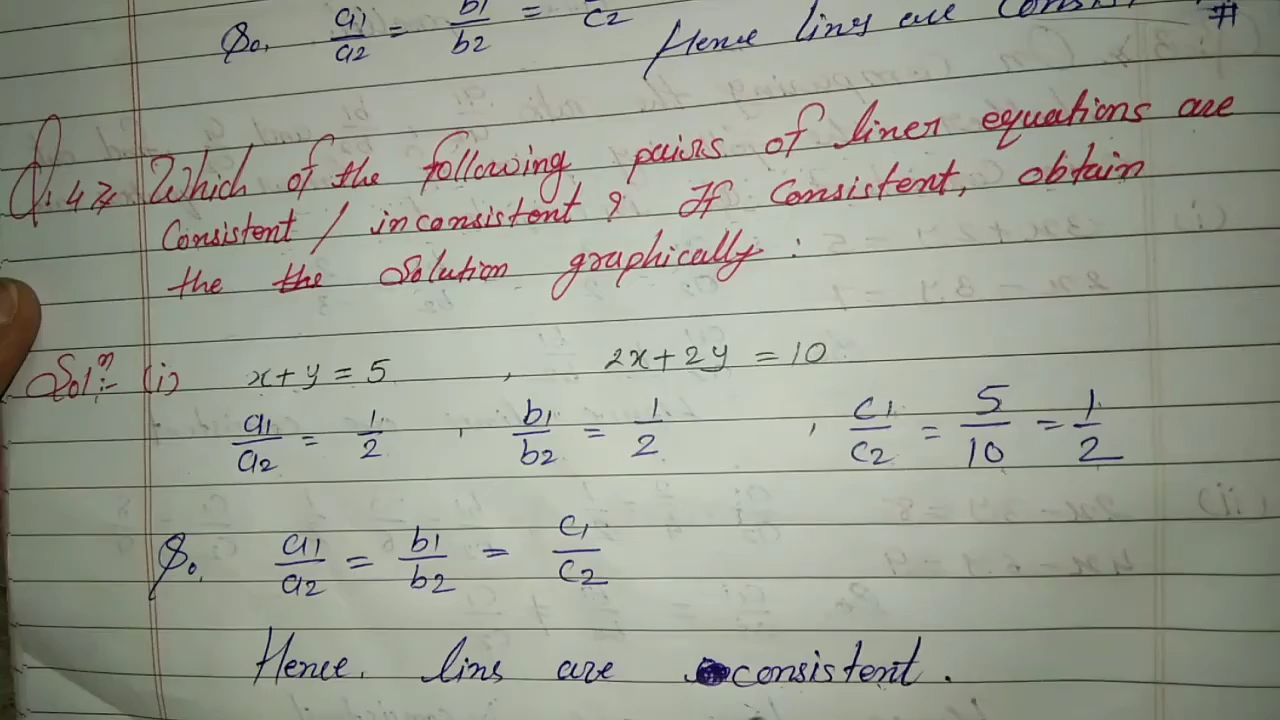 So, a1/a2 = b1/b2 = /c2
Hence lines are #
Q.4> Which of the following pairs of liner equations are
consistent / inconsistent ? If consistent, obtain
the the solution graphically :
Solⁿ:- (i) x+y = 5 , 2x+2y = 10
a1/a2 = 1/2 , b1/b2 = 1/2 , c1/c2 = 5/10 = 1/2
So, a1/a2 = b1/b2 = c1/c2
Hence. lins are consistent.